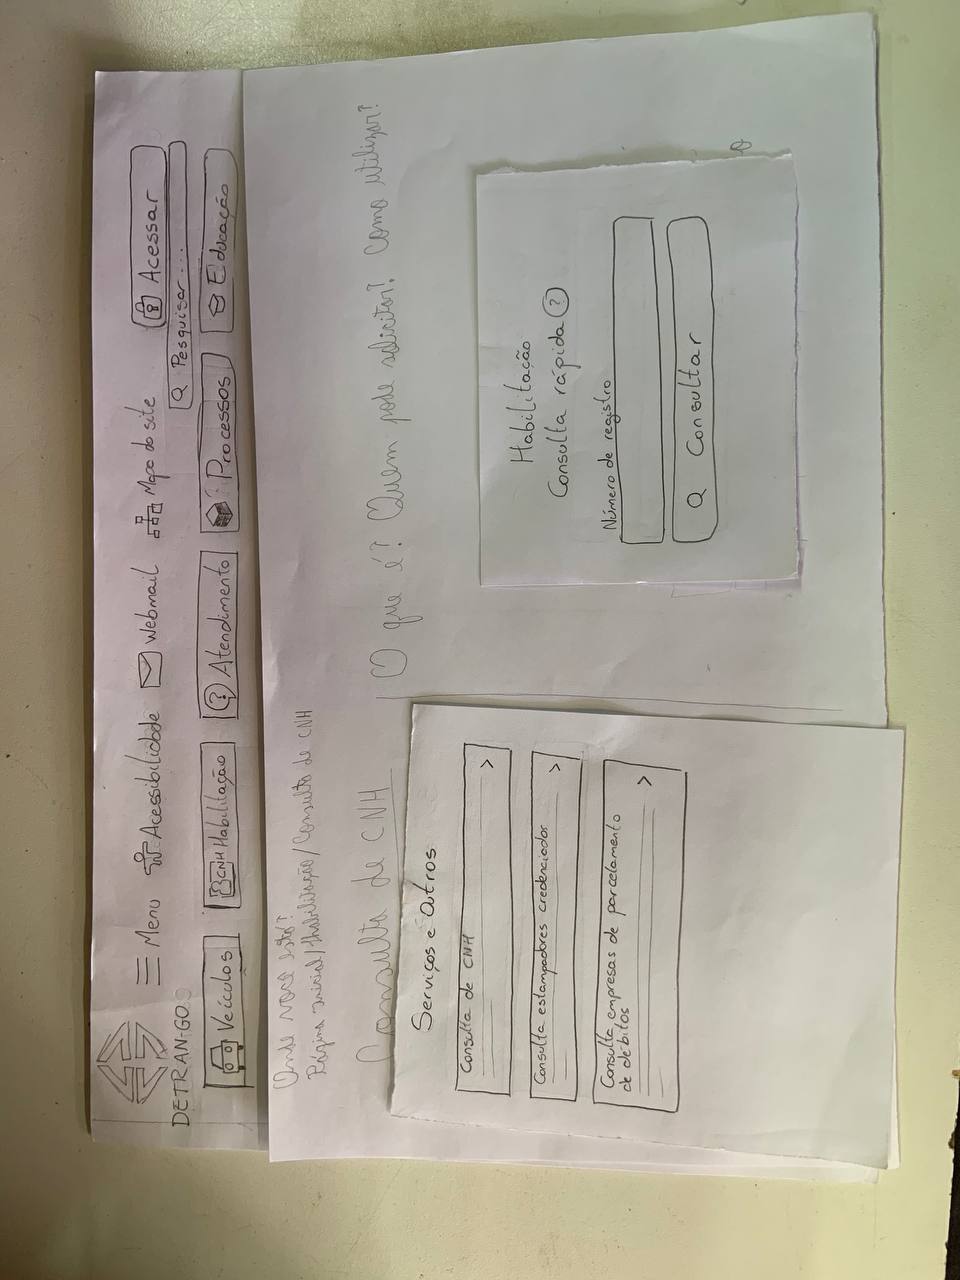 DETRAN-GO
Menu
Acessibilidade
Webmail
Mapa do site
Acessar
Pesquisar...
Veículos
CNH Habilitação
? Atendimento
Processos
Educação
Onde você está?
Página inicial/Habilitação/Consulta de CNH
Consulta de CNH
O que é? Quem pode solicitar? Como utilizar?
Serviços e Outros
Consulta de CNH
>
Consulta estampadores credenciados
>
Consulta empresas de parcelamento
de débitos
>
Habilitação
Consulta rápida ?
Número de registro
Consultar